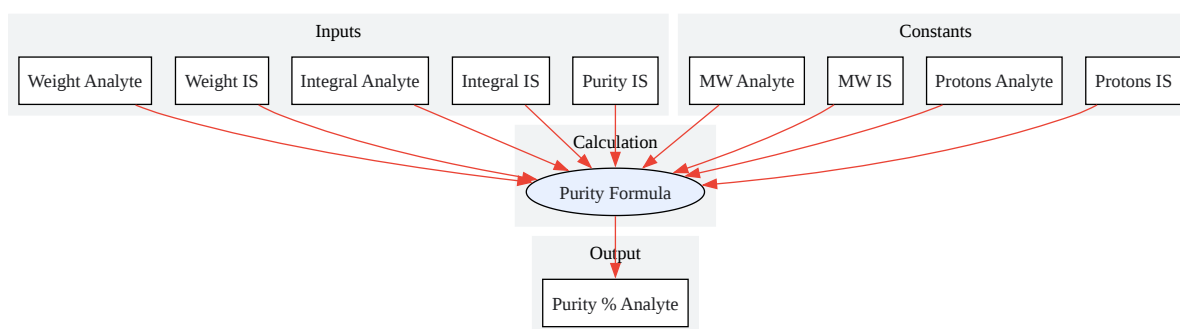 Inputs
Constants
Weight Analyte
Weight IS
Integral Analyte
Integral IS
Purity IS
MW Analyte
MW IS
Protons Analyte
Protons IS
Calculation
Purity Formula
Output
Purity % Analyte